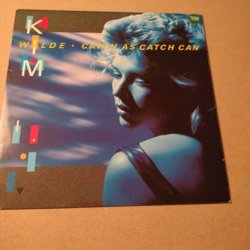 KIM
WILDE · CATCH AS CATCH CAN